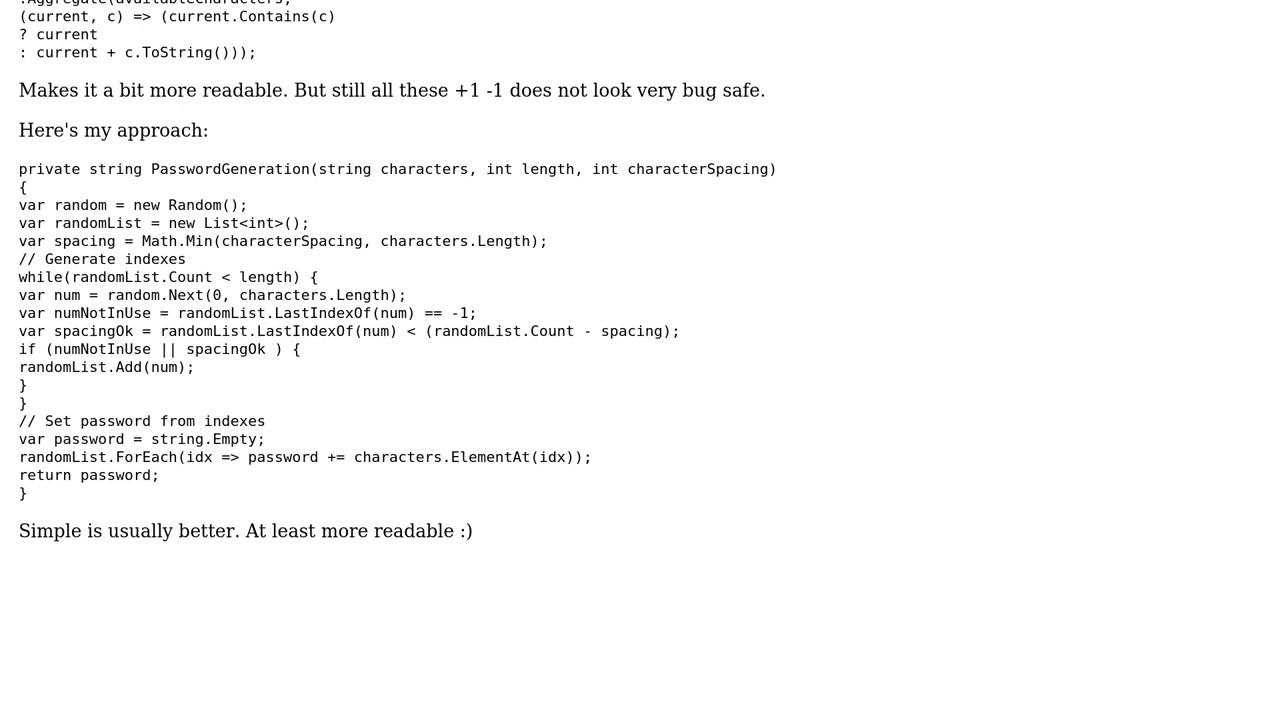 .Aggregate(availableCharacters,
(current, c) => (current.Contains(c)
? current
: current + c.ToString()));
Makes it a bit more readable. But still all these +1 -1 does not look very bug safe.
Here's my approach:
private string PasswordGeneration(string characters, int length, int characterSpacing)
{
var random = new Random();
var randomList = new List<int>();
var spacing = Math.Min(characterSpacing, characters.Length);
// Generate indexes
while(randomList.Count < length) {
var num = random.Next(0, characters.Length);
var numNotInUse = randomList.LastIndexOf(num) == -1;
var spacingOk = randomList.LastIndexOf(num) < (randomList.Count - spacing);
if (numNotInUse || spacingOk ) {
randomList.Add(num);
}
}
// Set password from indexes
var password = string.Empty;
randomList.ForEach(idx => password += characters.ElementAt(idx));
return password;
}
Simple is usually better. At least more readable :)